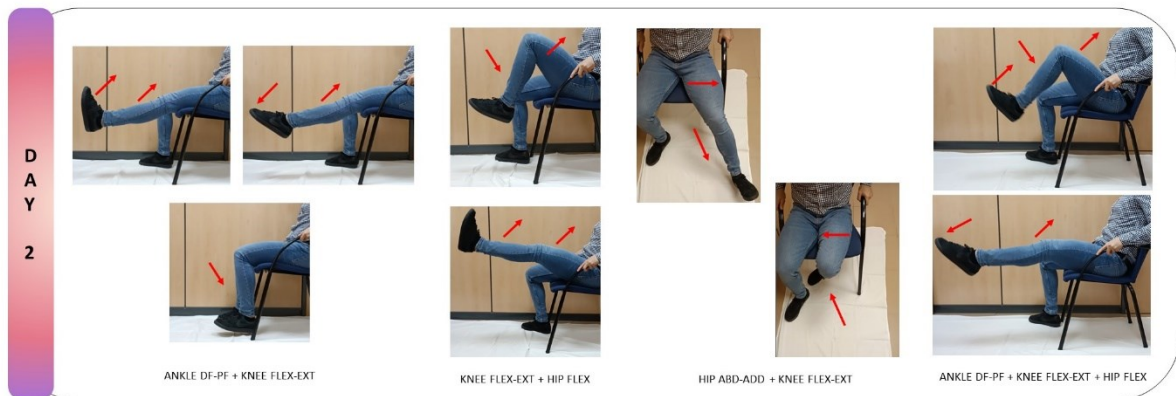 DAY 2
ANKLE DF-PF + KNEE FLEX-EXT
KNEE FLEX-EXT + HIP FLEX
HIP ABD-ADD + KNEE FLEX-EXT
ANKLE DF-PF + KNEE FLEX-EXT + HIP FLEX